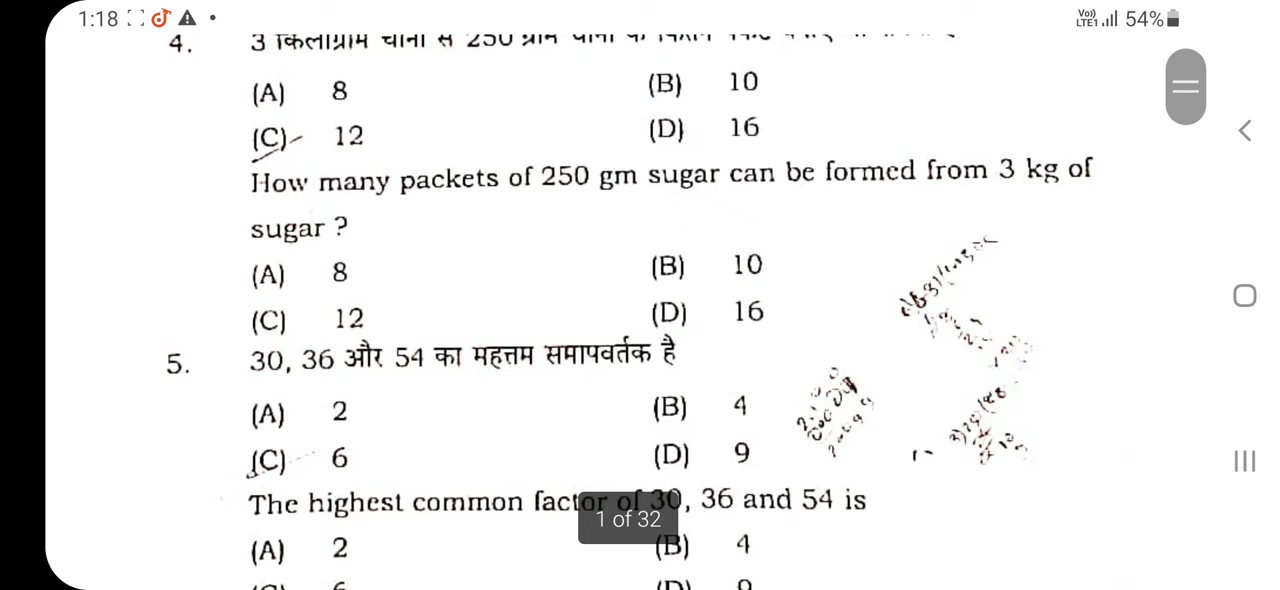 1:18 54%
4.
(A) 8 (B) 10
(C) 12 (D) 16
How many packets of 250 gm sugar can be formed from 3 kg of
sugar ?
(A) 8 (B) 10
(C) 12 (D) 16
5. 30, 36 और 54 का महत्तम समापवर्तक है
(A) 2 (B) 4
(C) 6 (D) 9
The highest common factor of 30, 36 and 54 is
1 of 32
(A) 2 (B) 4